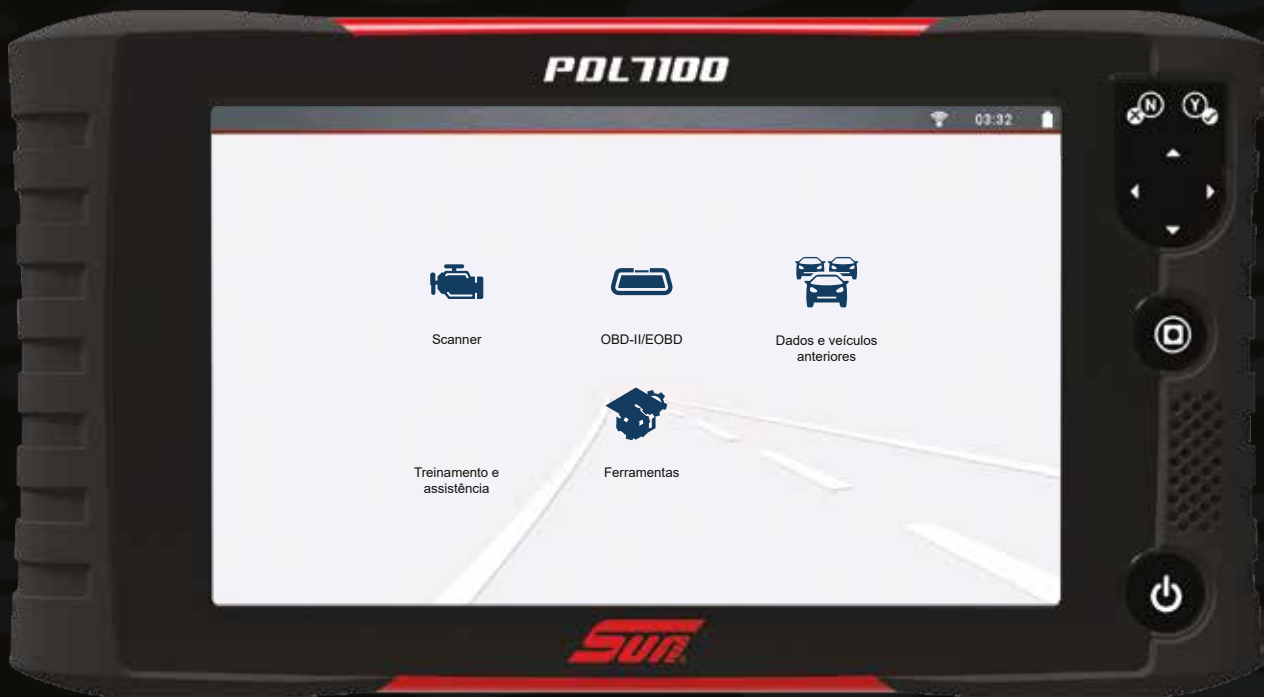 PDL7100
03:32
N Y
Scanner
OBD-II/EOBD
Dados e veículos
anteriores
Treinamento e
assistência
Ferramentas
Sun